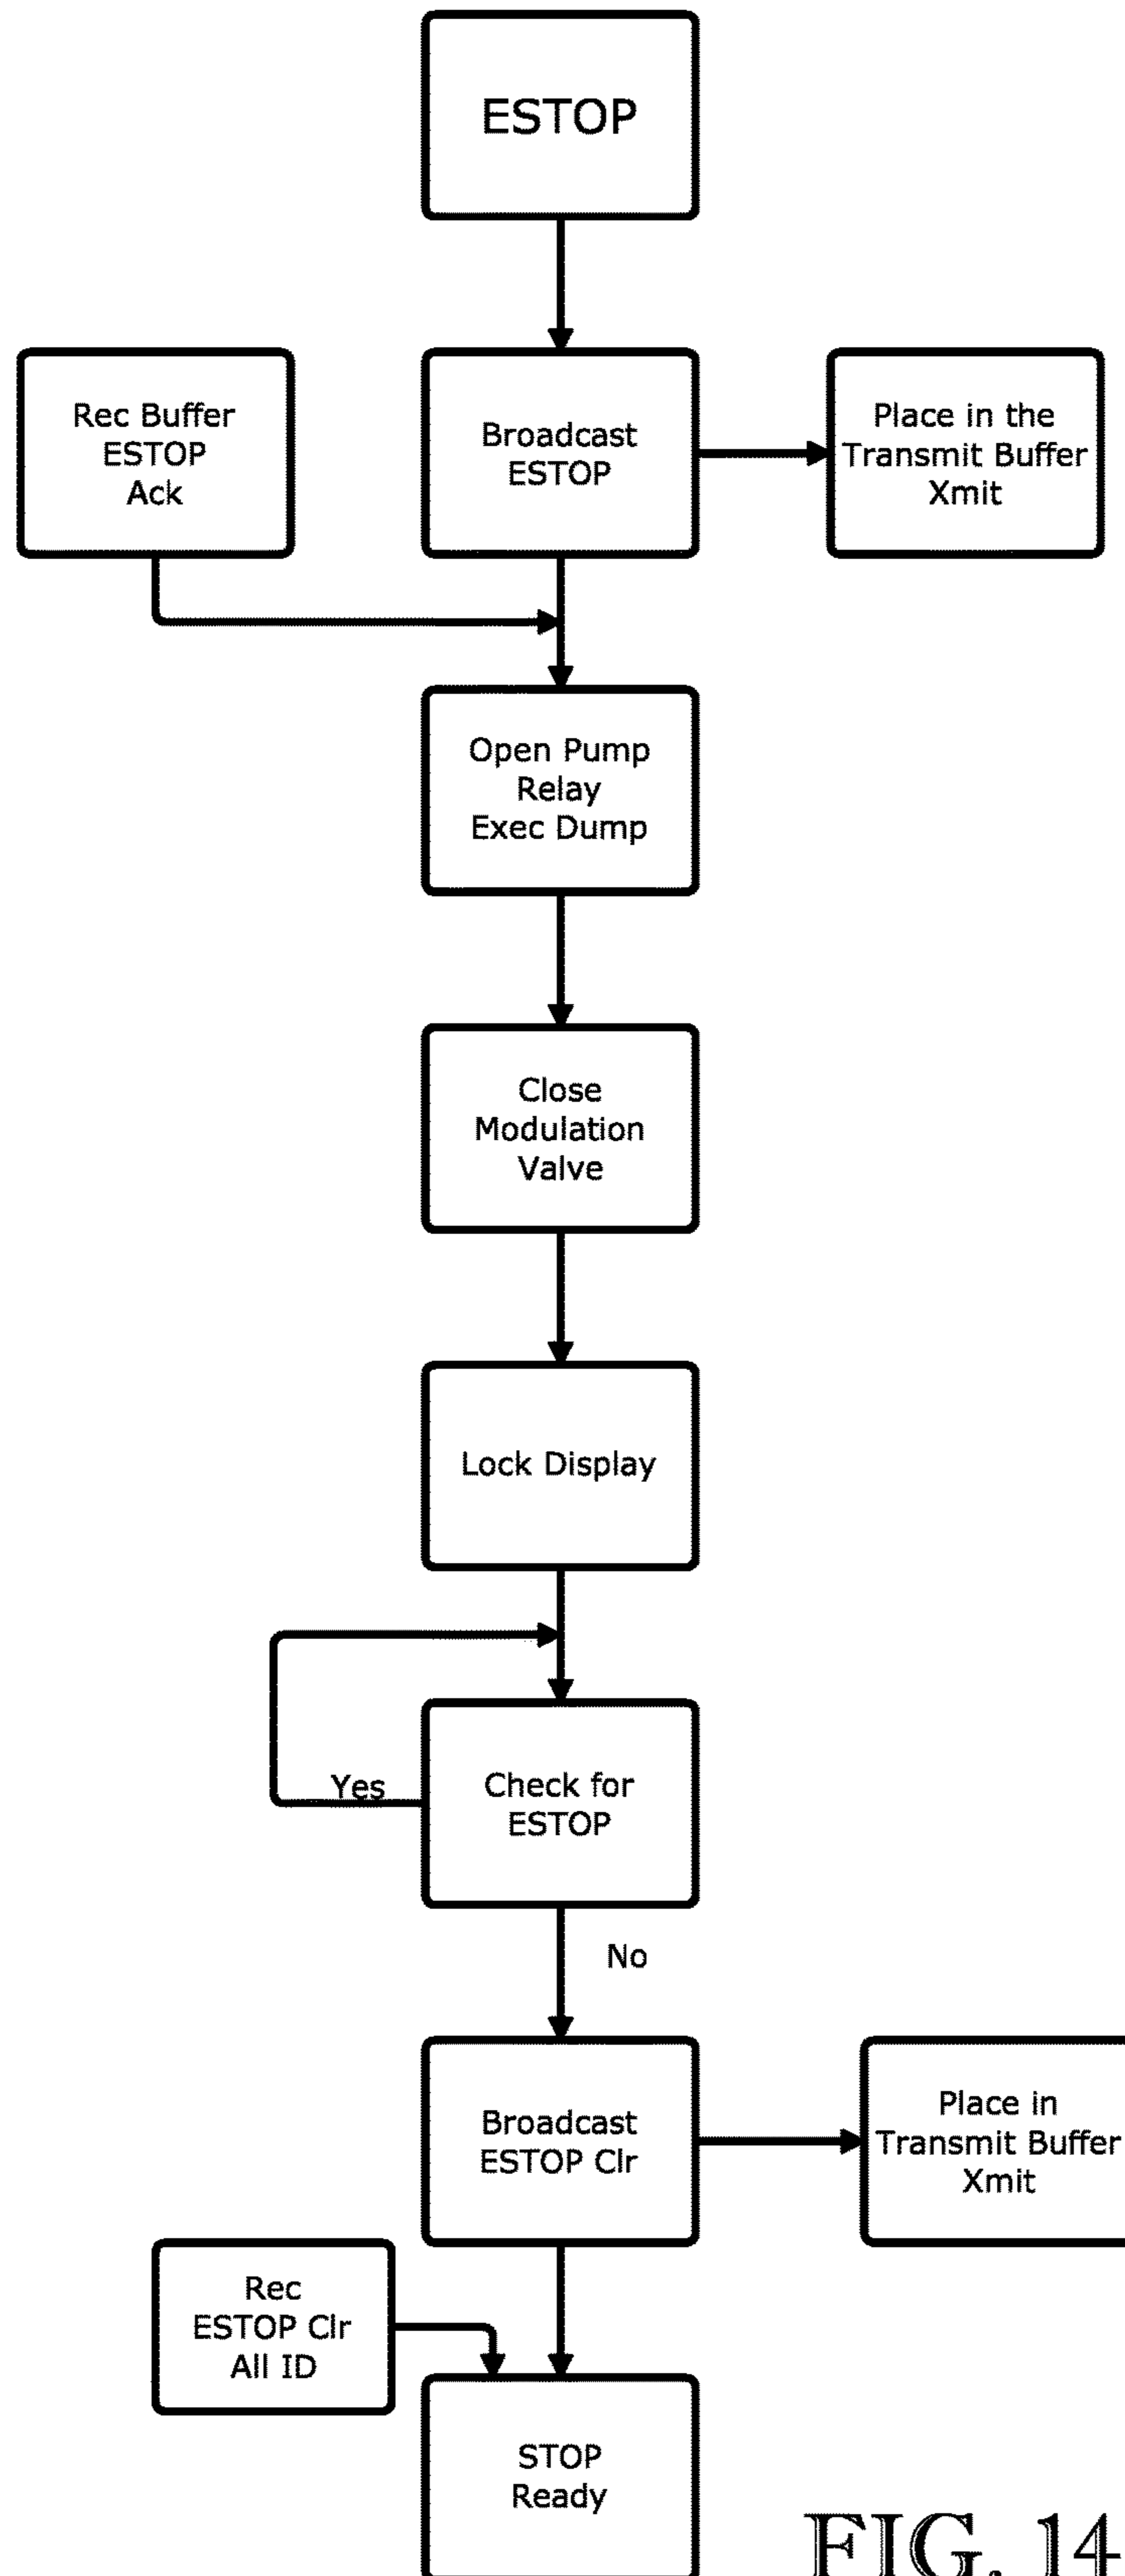 ESTOP
Rec Buffer
ESTOP
Ack
Broadcast
ESTOP
Place in the
Transmit Buffer
Xmit
Open Pump
Relay
Exec Dump
Close
Modulation
Valve
Lock Display
Yes
Check for
ESTOP
No
Broadcast
ESTOP Clr
Place in
Transmit Buffer
Xmit
Rec
ESTOP Clr
All ID
STOP
Ready
FIG. 14